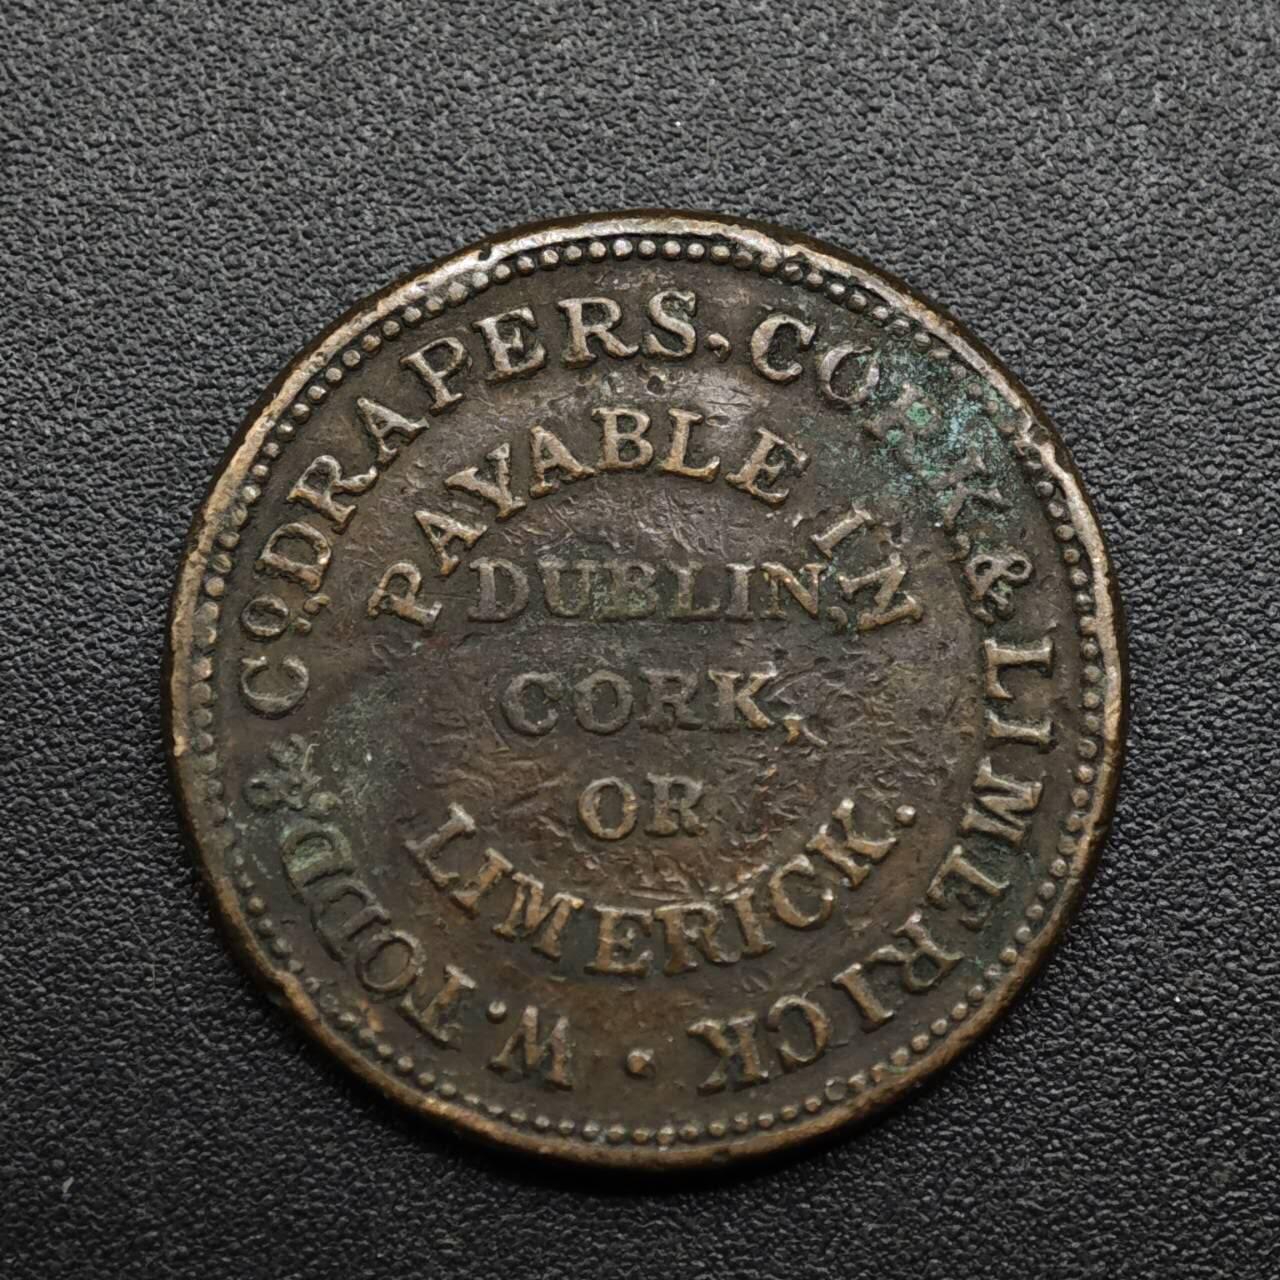 W. TODD & Co. DRAPERS, CORK, & LIMERICK
PAYABLE IN
DUBLIN,
CORK,
OR
LIMERICK.